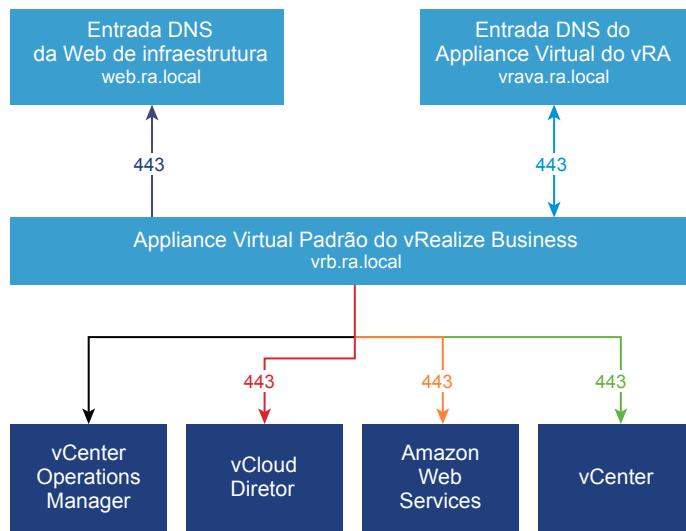 Entrada DNS
da Web de infraestrutura
web.ra.local
Entrada DNS do
Appliance Virtual do vRA
vrava.ra.local
443
443
Appliance Virtual Padrão do vRealize Business
vrb.ra.local
443
443
443
vCenter
Operations
Manager
vCloud
Diretor
Amazon
Web
Services
vCenter